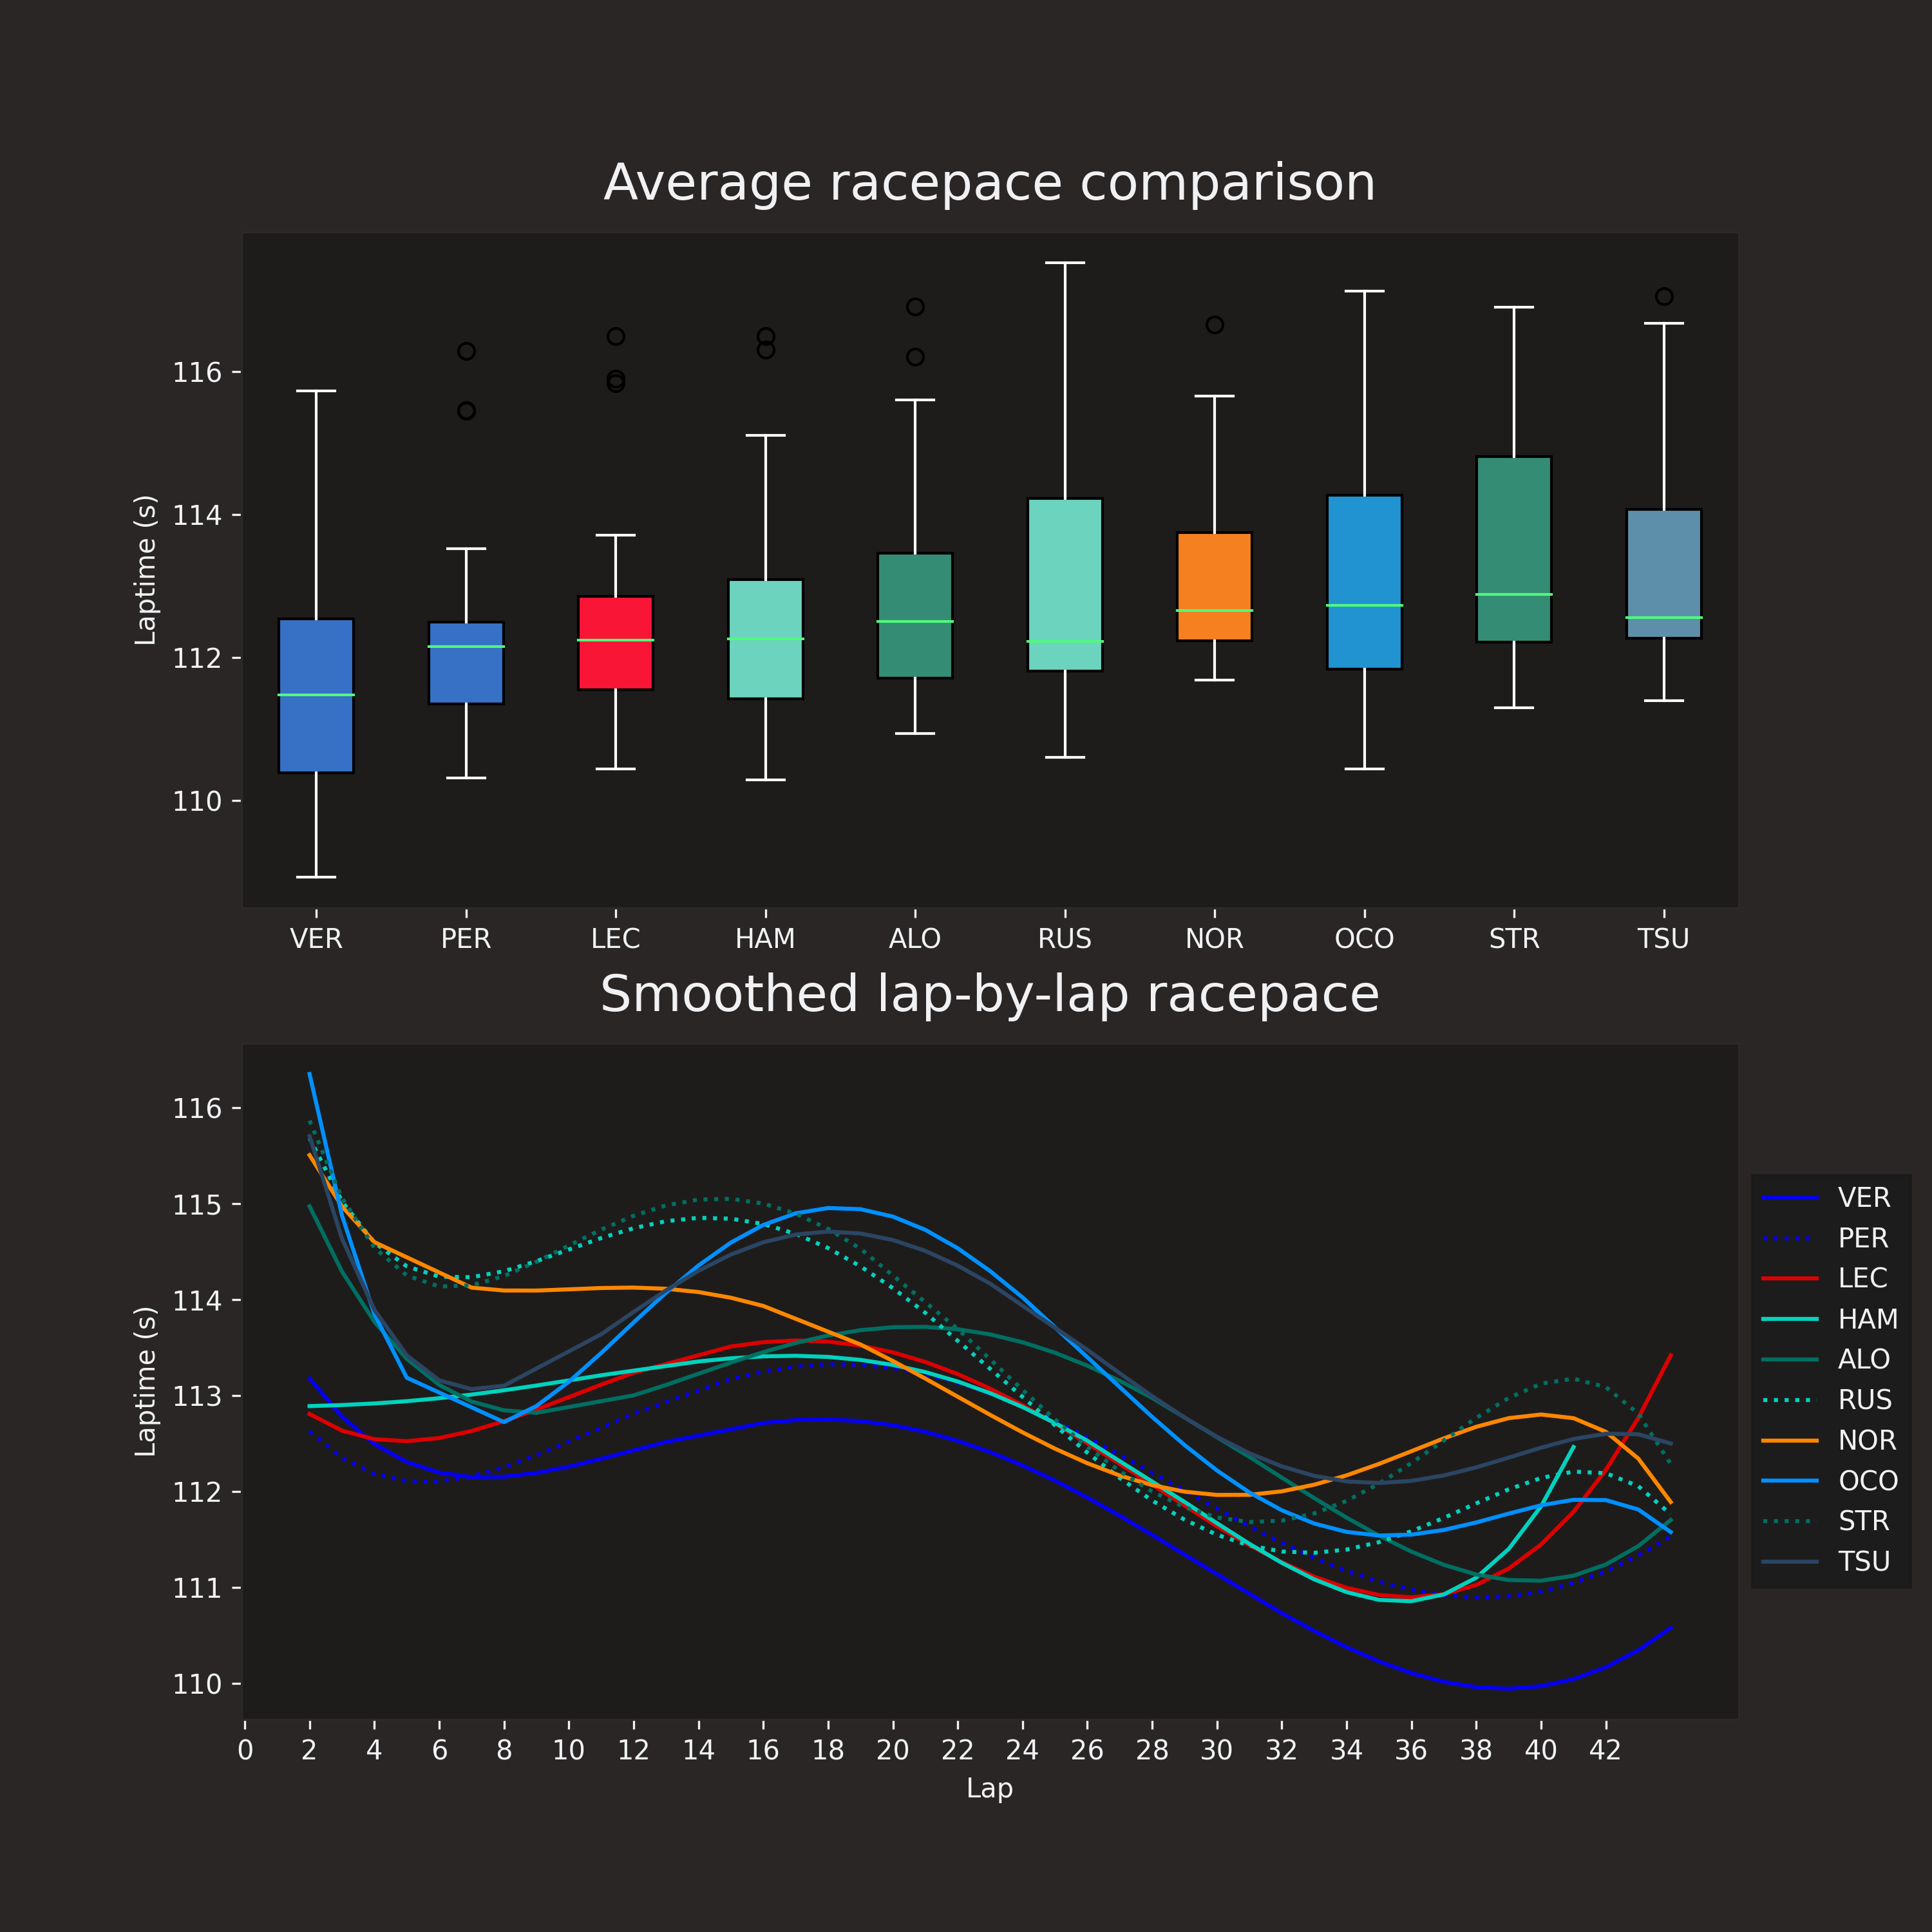 Average racepace comparison
Laptime (s)
116
114
112
110
VER PER LEC HAM ALO RUS NOR OCO STR TSU
Smoothed lap-by-lap racepace
Laptime (s)
116
115
114
113
112
111
110
0 2 4 6 8 10 12 14 16 18 20 22 24 26 28 30 32 34 36 38 40 42
Lap
VER
PER
LEC
HAM
ALO
RUS
NOR
OCO
STR
TSU